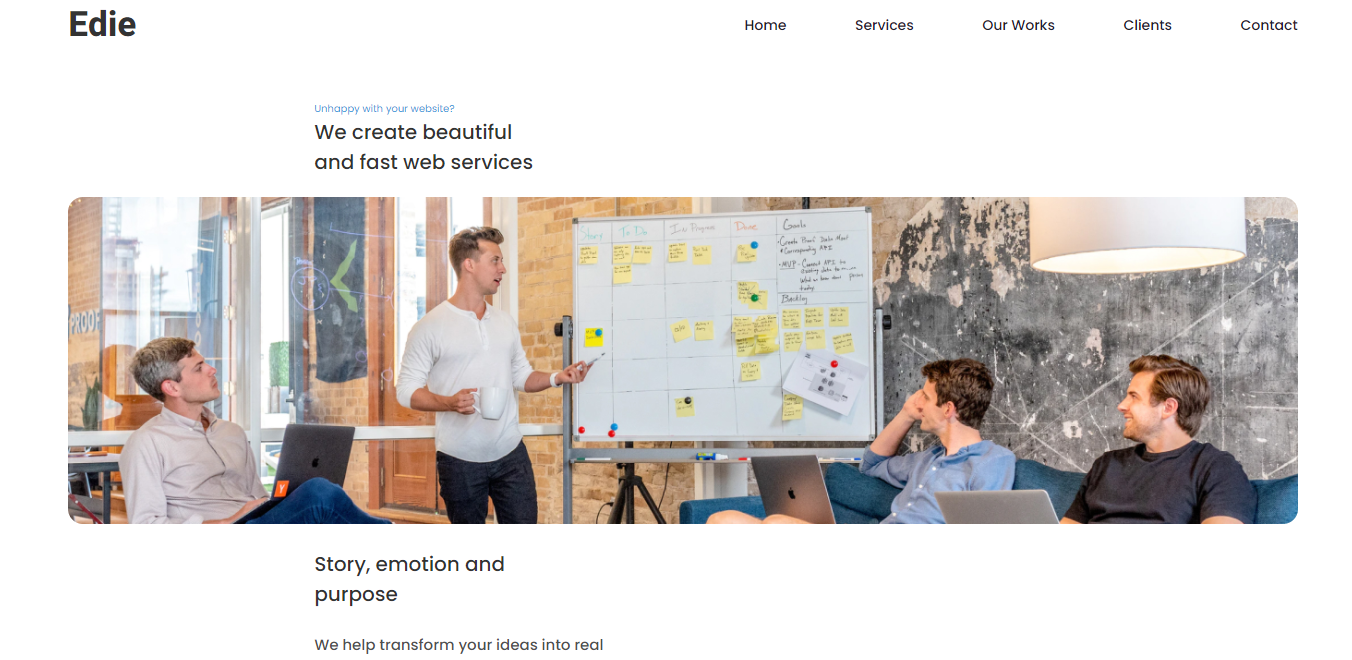 Edie
Home Services Our Works Clients Contact
Unhappy with your website?
We create beautiful
and fast web services
PROOF
Story To Do In Progress Done Goals
Backlog
Story, emotion and
purpose
We help transform your ideas into real